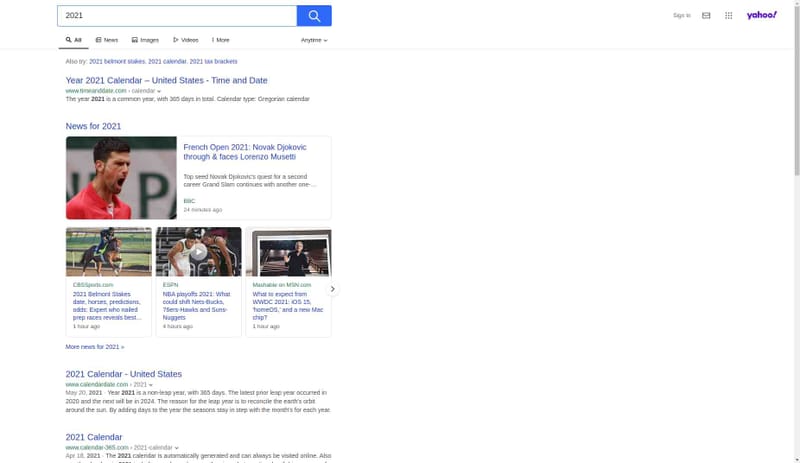 2021
Sign In
yahoo!
All
News
Images
Videos
More
Anytime
Also try: 2021 belmont stakes, 2021 calendar, 2021 tax brackets
Year 2021 Calendar – United States - Time and Date
www.timeanddate.com › calendar
The year 2021 is a common year, with 365 days in total. Calendar type: Gregorian calendar
News for 2021
French Open 2021: Novak Djokovic
through & faces Lorenzo Musetti
Top seed Novak Djokovic's quest for a second
career Grand Slam continues with another one-...
BBC
24 minutes ago
CBSSports.com
2021 Belmont Stakes
date, horses, predictions,
odds: Expert who nailed
prep races reveals best...
1 hour ago
ESPN
NBA playoffs 2021: What
could shift Nets-Bucks,
76ers-Hawks and Suns-
Nuggets
4 hours ago
Mashable on MSN.com
What to expect from
WWDC 2021: iOS 15,
'homeOS,' and a new Mac
chip?
1 hour ago
More news for 2021 »
2021 Calendar - United States
www.calendardate.com › 2021
May 20, 2021 · Year 2021 is a non-leap year, with 365 days. The latest prior leap year occurred in
2020 and the next will be in 2024. The reason for the leap year is to reconcile the earth's orbit
around the sun. By adding days to the year the seasons stay in step with the month's for each year.
2021 Calendar
www.calendar-365.com › 2021-calendar
Apr 18, 2021 · The 2021 calendar is automatically generated and can always be visited online. Also